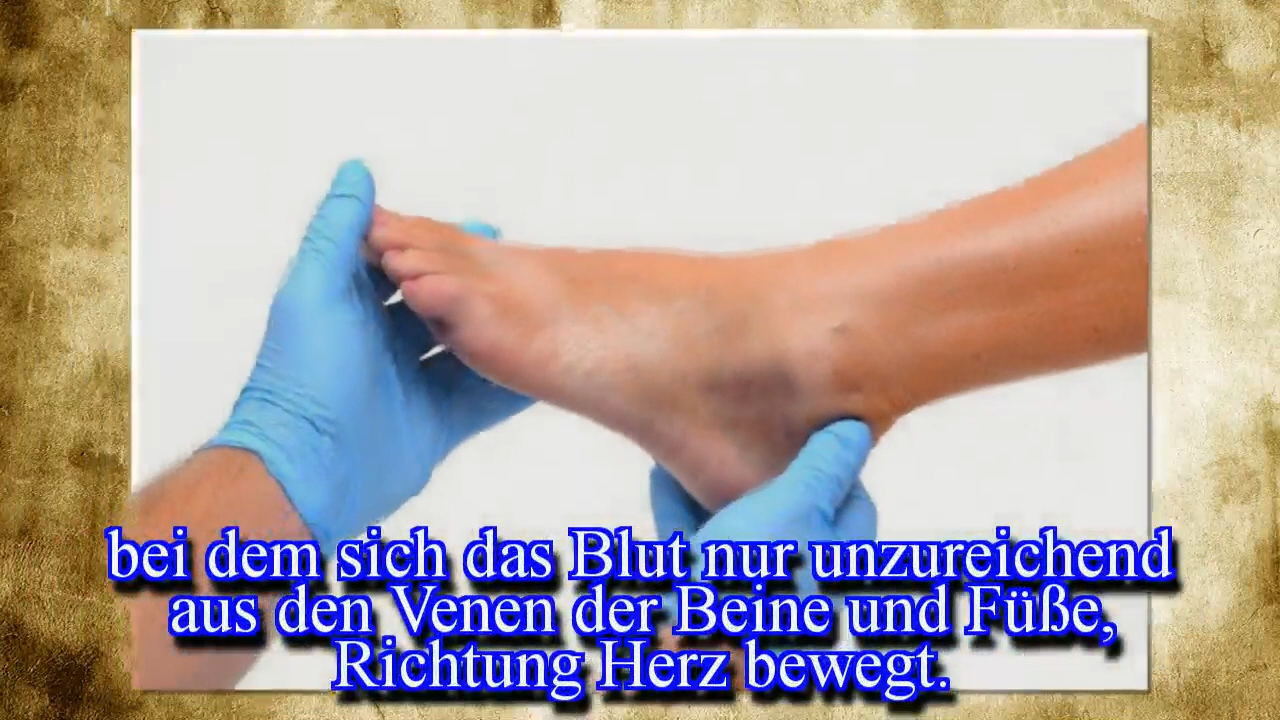 bei dem sich das Blut nur unzureichend
aus den Venen der Beine und Füße,
Richtung Herz bewegt.